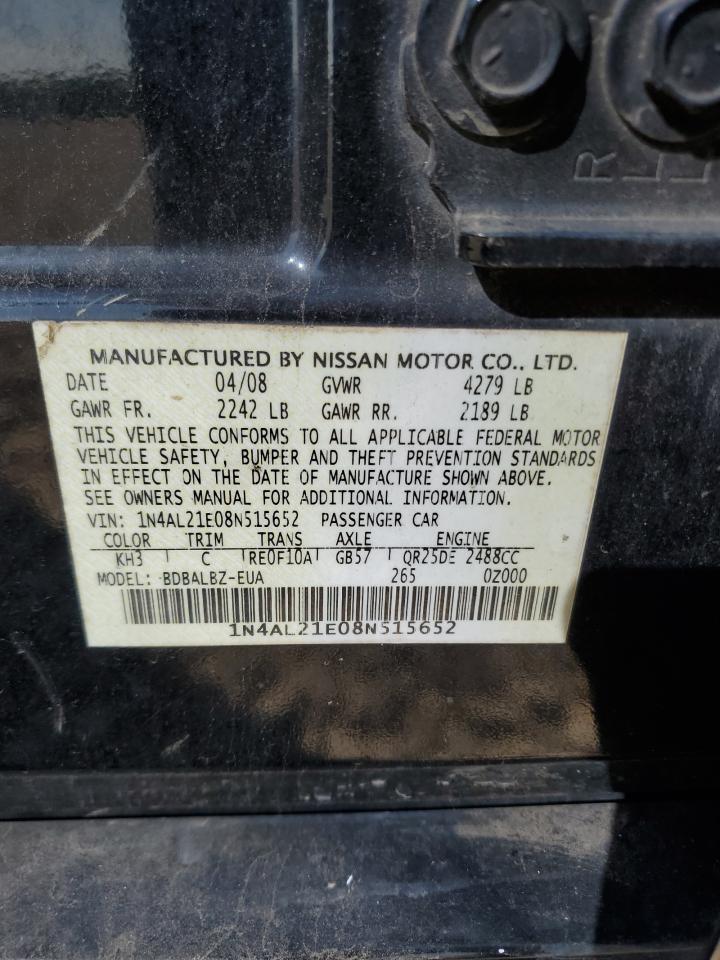 R L L
MANUFACTURED BY NISSAN MOTOR CO., LTD.
DATE 04/08 GVWR 4279 LB
GAWR FR. 2242 LB GAWR RR. 2189 LB
THIS VEHICLE CONFORMS TO ALL APPLICABLE FEDERAL MOTOR
VEHICLE SAFETY, BUMPER AND THEFT PREVENTION STANDARDS
IN EFFECT ON THE DATE OF MANUFACTURE SHOWN ABOVE.
SEE OWNERS MANUAL FOR ADDITIONAL INFORMATION.
VIN: 1N4AL21E08N515652 PASSENGER CAR
COLOR TRIM TRANS AXLE ENGINE
KH3 C RE0F10A GB57 QR25DE 2488CC
MODEL: BDBALBZ-EUA 265 0Z000
1N4AL21E08N515652